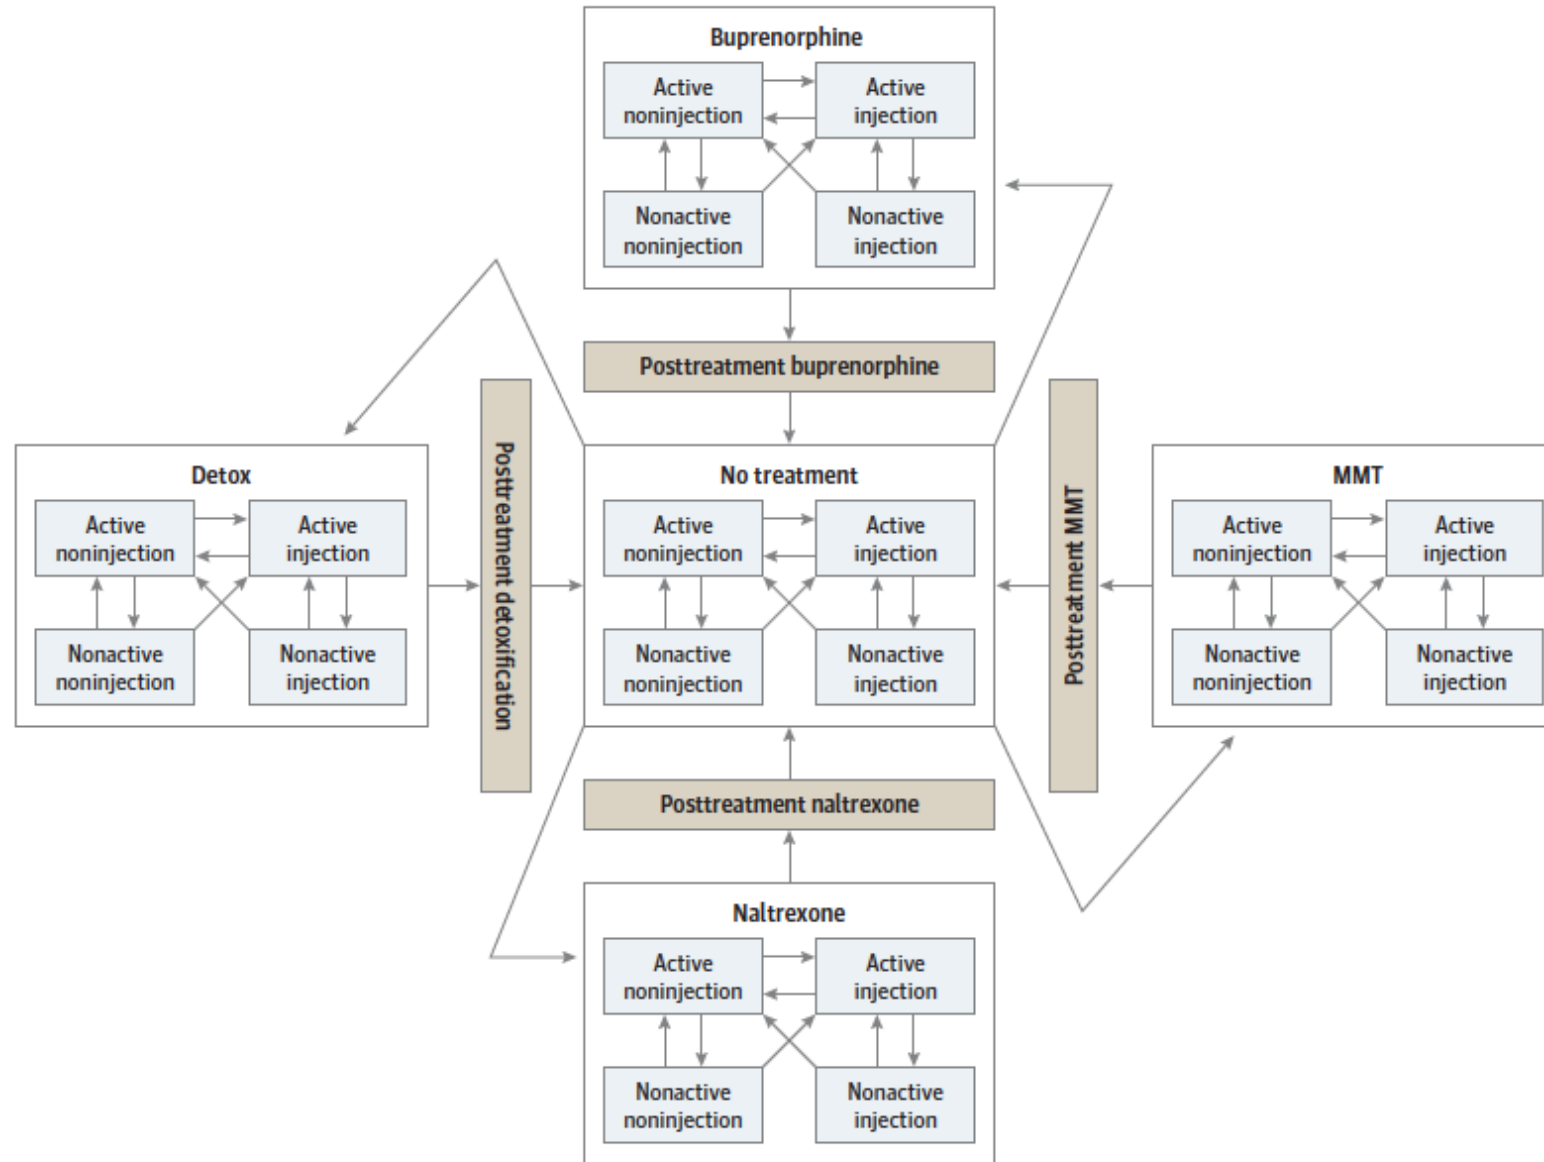 Buprenorphine
Active
noninjection
Active
injection
Nonactive
noninjection
Nonactive
injection
Posttreatment buprenorphine
Detox
Active
noninjection
Active
injection
Nonactive
noninjection
Nonactive
injection
Posttreatment detoxification
No treatment
Active
noninjection
Active
injection
Nonactive
noninjection
Nonactive
injection
Posttreatment MMT
MMT
Active
noninjection
Active
injection
Nonactive
noninjection
Nonactive
injection
Posttreatment naltrexone
Naltrexone
Active
noninjection
Active
injection
Nonactive
noninjection
Nonactive
injection